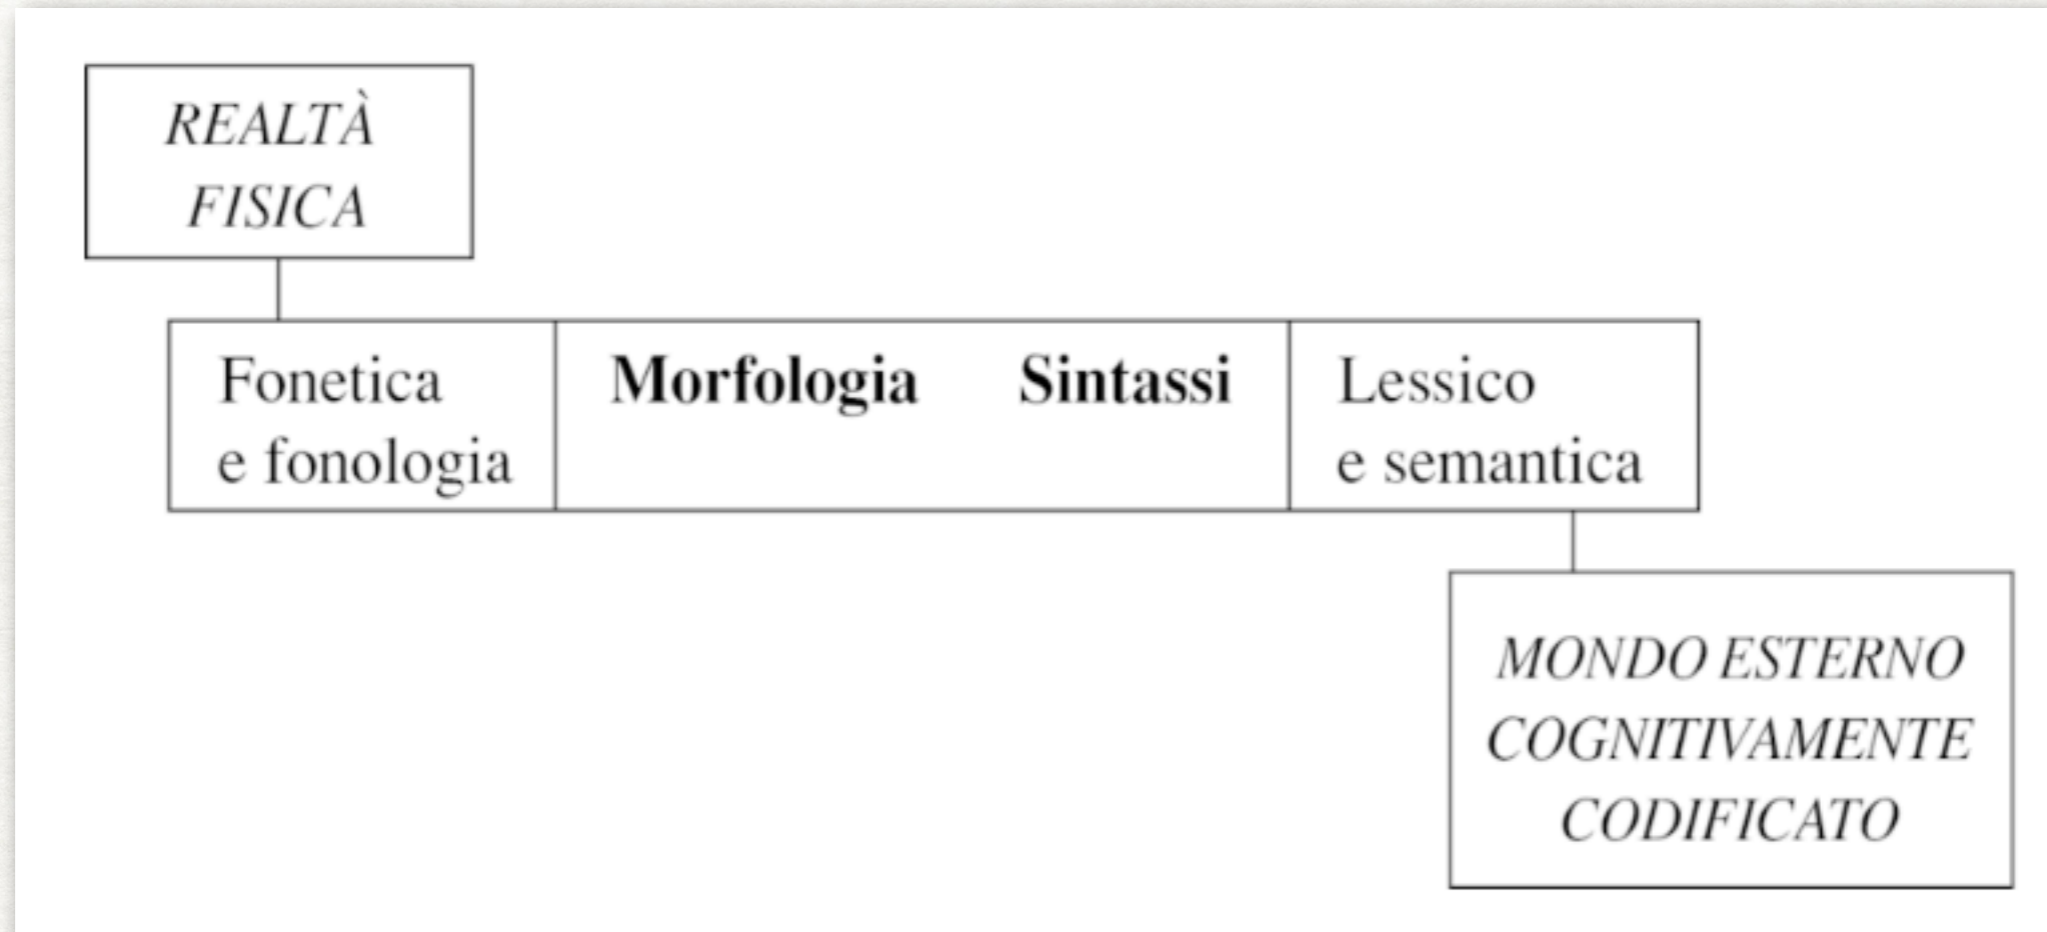 REALTÀ
FISICA
Fonetica
e fonologia
Morfologia Sintassi
Lessico
e semantica
MONDO ESTERNO
COGNITIVAMENTE
CODIFICATO